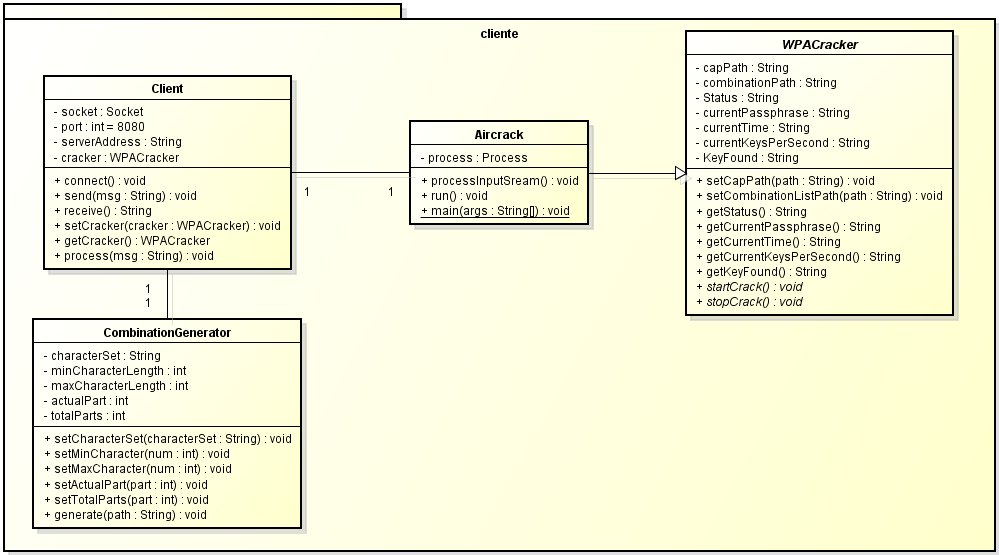 cliente
WPACracker
- capPath : String
- combinationPath : String
- Status : String
- currentPassphrase : String
- currentTime : String
- currentKeysPerSecond : String
- KeyFound : String
+ setCapPath(path : String) : void
+ setCombinationListPath(path : String) : void
+ getStatus() : String
+ getCurrentPassphrase() : String
+ getCurrentTime() : String
+ getCurrentKeysPerSecond() : String
+ getKeyFound() : String
+ startCrack() : void
+ stopCrack() : void
Client
- socket : Socket
- port : int = 8080
- serverAddress : String
- cracker : WPACracker
+ connect() : void
+ send(msg : String) : void
+ receive() : String
+ setCracker(cracker : WPACracker) : void
+ getCracker() : WPACracker
+ process(msg : String) : void
1
1
Aircrack
- process : Process
+ processInputSream() : void
+ run() : void
+ main(args : String[]) : void
1
1
CombinationGenerator
- characterSet : String
- minCharacterLength : int
- maxCharacterLength : int
- actualPart : int
- totalParts : int
+ setCharacterSet(characterSet : String) : void
+ setMinCharacter(num : int) : void
+ setMaxCharacter(num : int) : void
+ setActualPart(part : int) : void
+ setTotalParts(part : int) : void
+ generate(path : String) : void